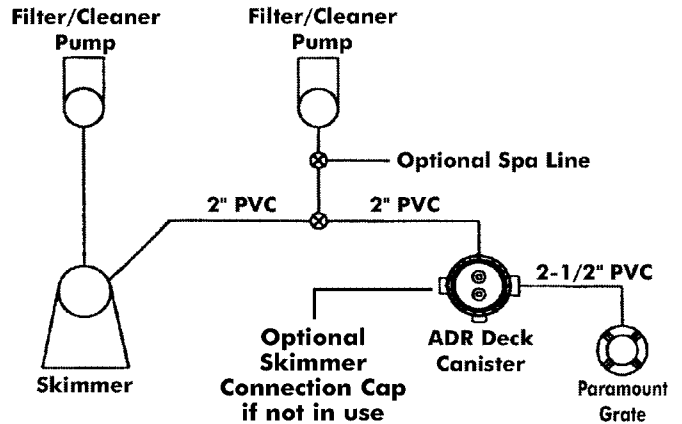 Filter/Cleaner
Pump
Filter/Cleaner
Pump
Optional Spa Line
2" PVC
2" PVC
2-1/2" PVC
Optional
Skimmer
Connection Cap
if not in use
ADR Deck
Canister
Skimmer
Paramount
Grate